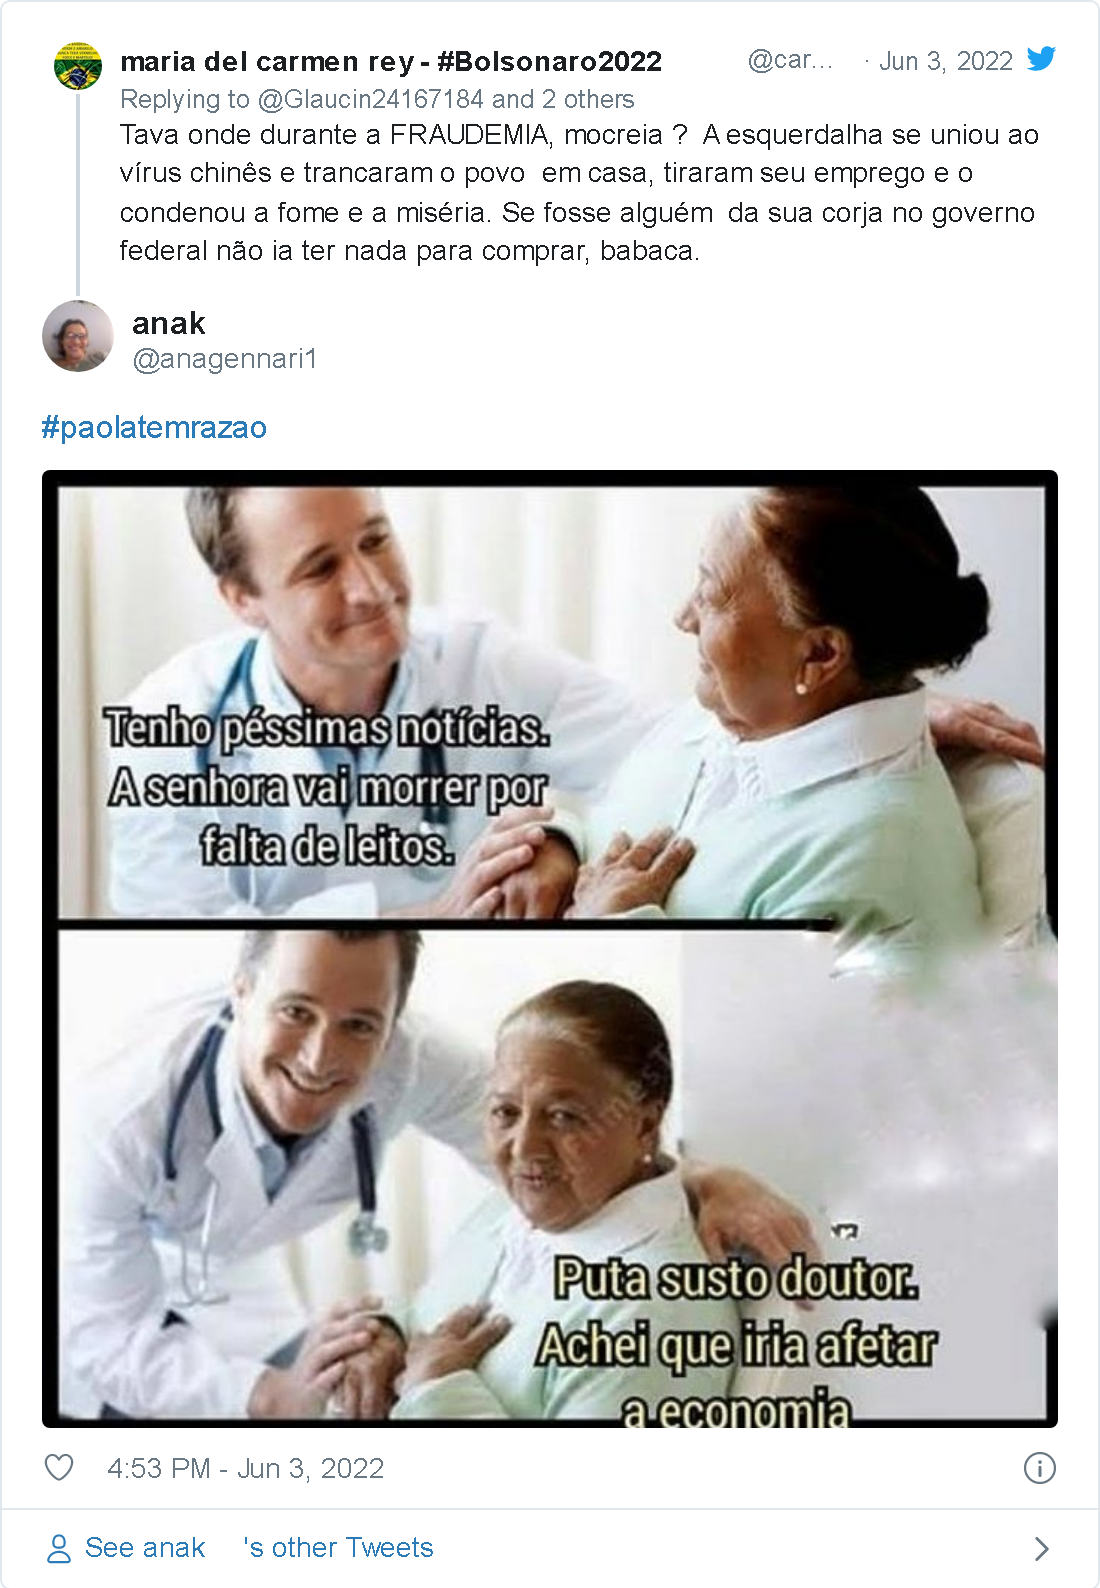 maria del carmen rey - #Bolsonaro2022 @car... · Jun 3, 2022
Replying to @Glaucin24167184 and 2 others
Tava onde durante a FRAUDEMIA, mocreia ? A esquerdalha se uniou ao
vírus chinês e trancaram o povo em casa, tiraram seu emprego e o
condenou a fome e a miséria. Se fosse alguém da sua corja no governo
federal não ia ter nada para comprar, babaca.
anak
@anagennari1
#paolatemrazao
Tenho péssimas notícias.
A senhora vai morrer por
falta de leitos.
Puta susto doutor.
Achei que iria afetar
a economia
4:53 PM - Jun 3, 2022
See anak 's other Tweets